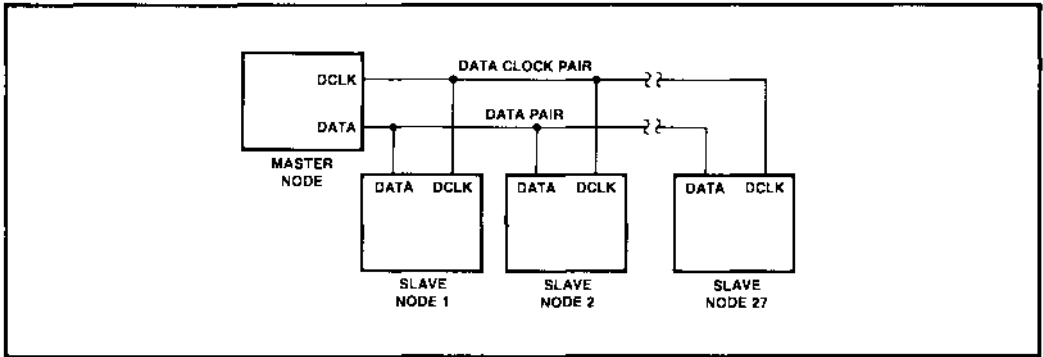 DATA CLOCK PAIR
DCLK
DATA PAIR
DATA
MASTER
NODE
DATA DCLK
DATA DCLK
DATA DCLK
SLAVE
NODE 1
SLAVE
NODE 2
SLAVE
NODE 27